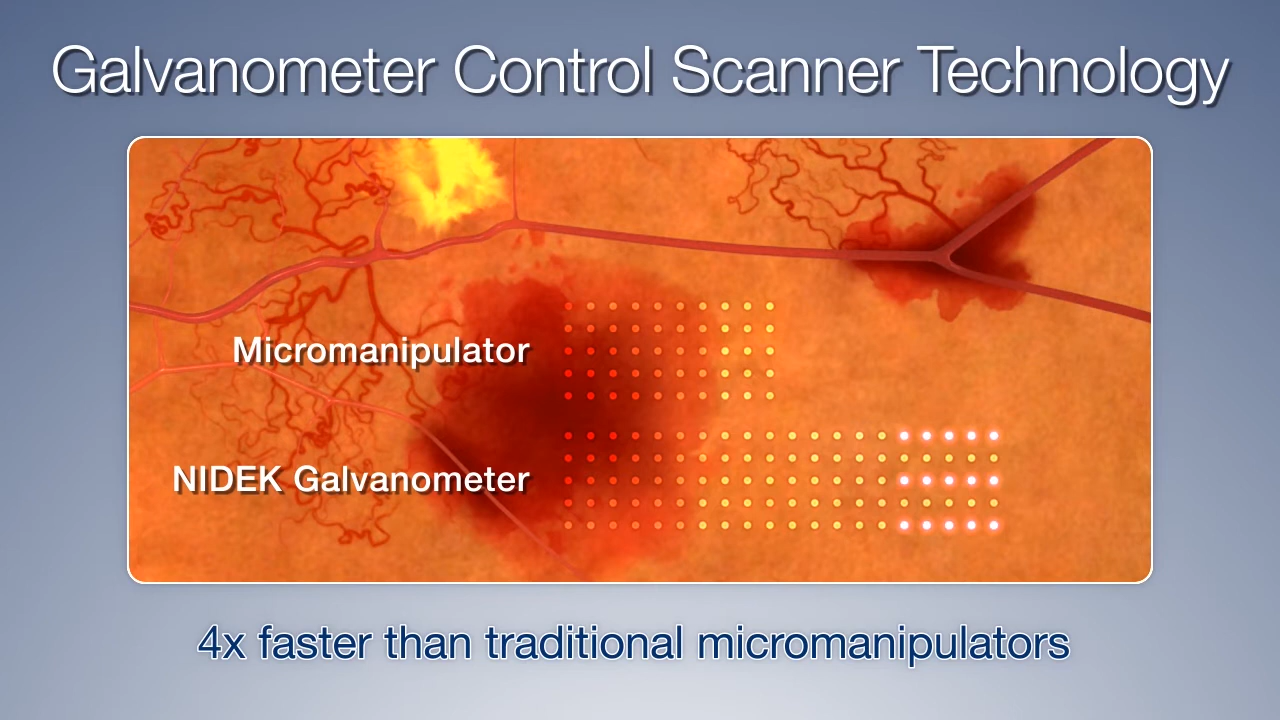 Galvanometer Control Scanner Technology
Micromanipulator
NIDEK Galvanometer
4x faster than traditional micromanipulators